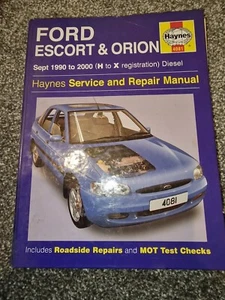 FORD
ESCORT & ORION
Haynes
4081
Sept 1990 to 2000 (H to X registration) Diesel
Haynes Service and Repair Manual
4081
Includes Roadside Repairs and MOT Test Checks